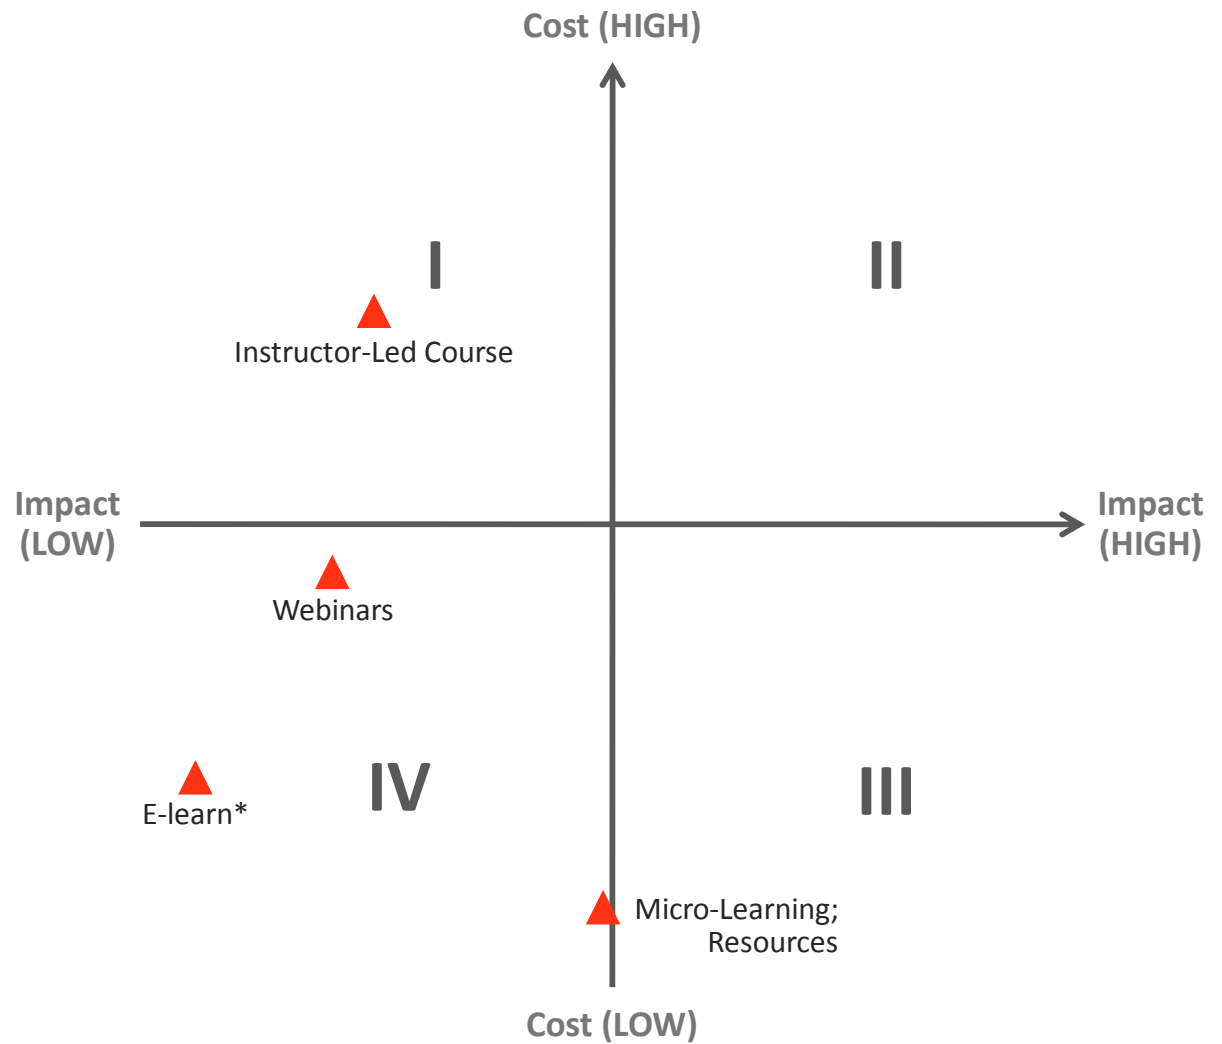 Cost (HIGH)
I
II
Instructor-Led Course
Impact
(LOW)
Impact
(HIGH)
Webinars
IV
III
E-learn*
Micro-Learning;
Resources
Cost (LOW)